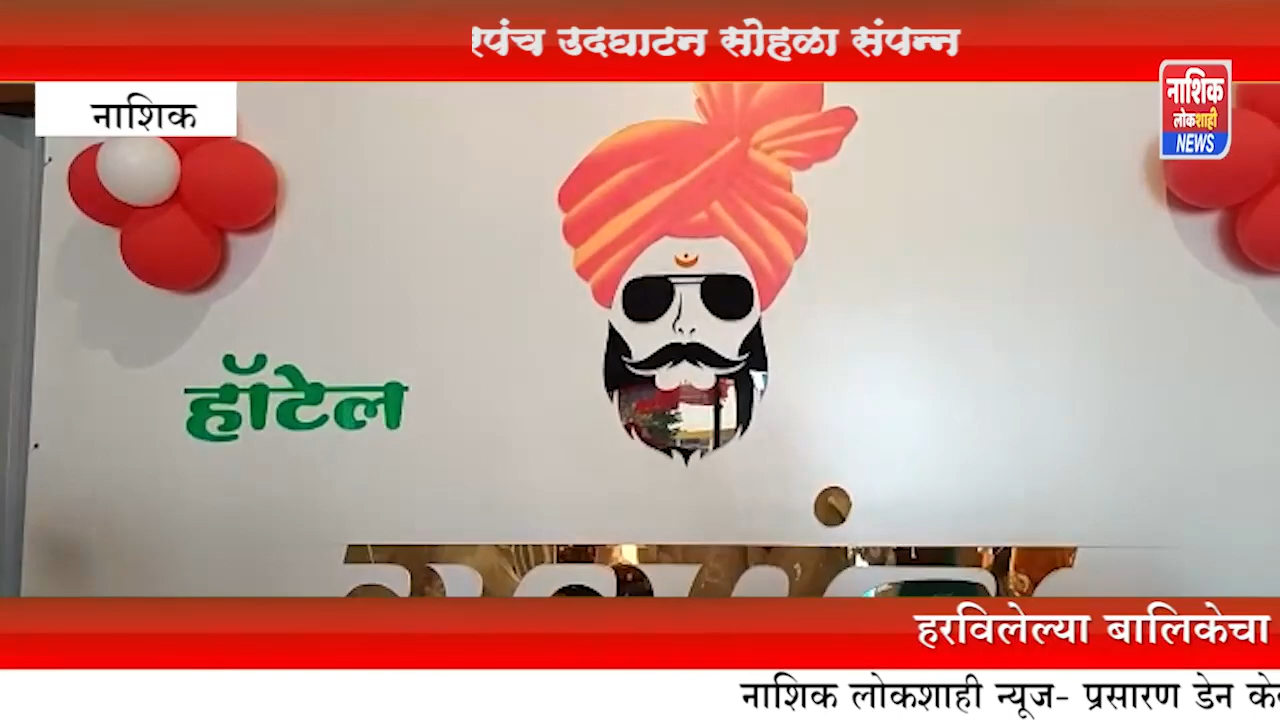 उदघाटन सोहळा संपन्न
नाशिक
नाशिक
लोकशाही
NEWS
हॉटेल
हरविलेल्या बालिकेचा
नाशिक लोकशाही न्यूज- प्रसारण डेन